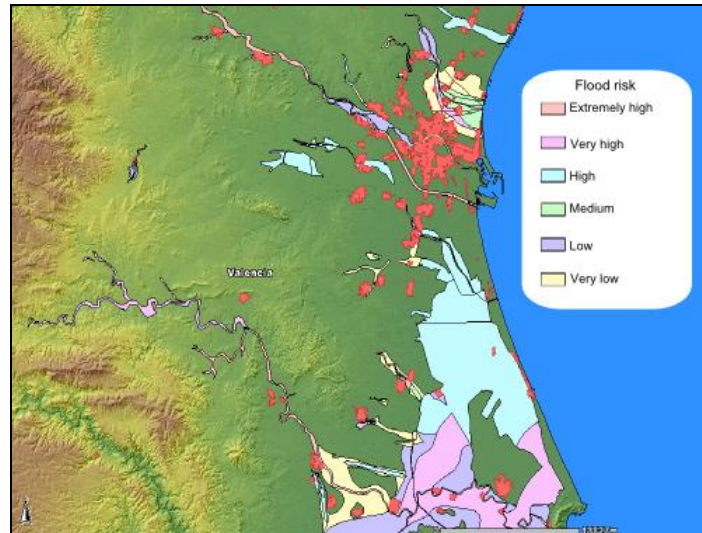 Flood risk
Extremely high
Very high
High
Medium
Low
Very low
Valencia